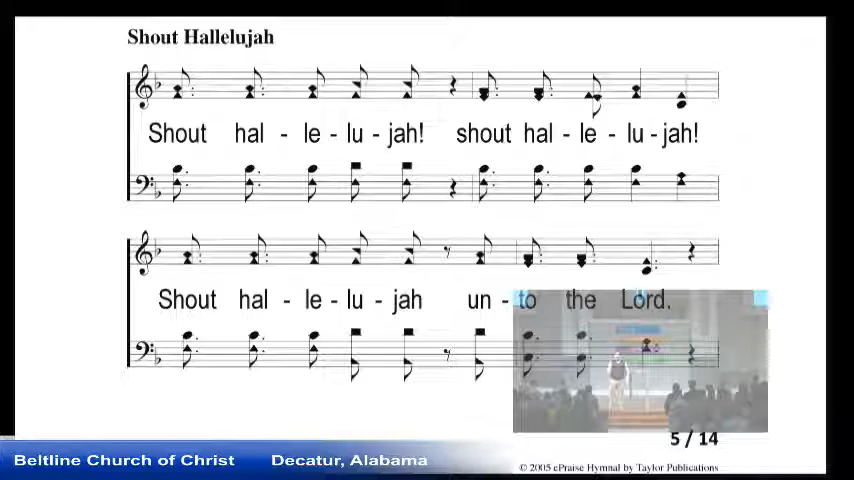 Shout Hallelujah
Shout hal - le - lu - jah! shout hal - le - lu - jah!
Shout hal - le - lu - jah un - to the Lord.
5 / 14
Beltline Church of Christ Decatur, Alabama
© 2005 ePraise Hymnal by Taylor Publications